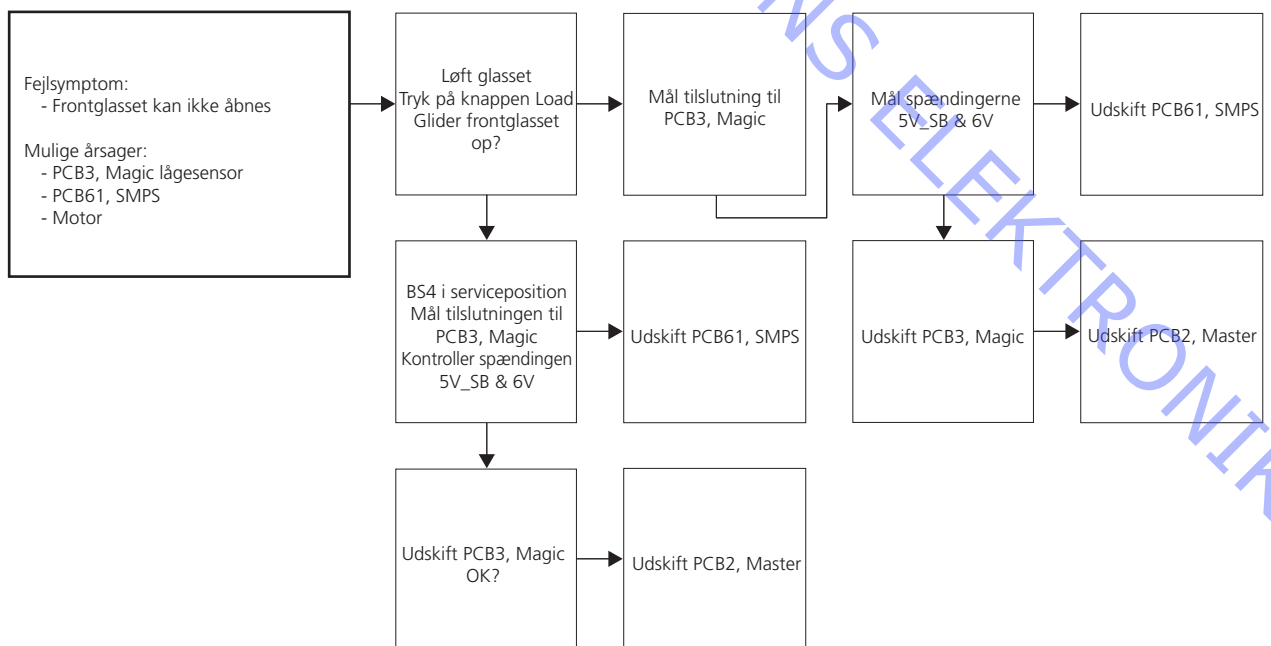 Fejlsymptom:
- Frontglasset kan ikke åbnes
Mulige årsager:
- PCB3, Magic lågesensor
- PCB61, SMPS
- Motor
Løft glasset
Tryk på knappen Load
Glider frontglasset
op?
Mål tilslutning til
PCB3, Magic
Mål spændingerne
5V_SB & 6V
Udskift PCB61, SMPS
BS4 i serviceposition
Mål tilslutningen til
PCB3, Magic
Kontroller spændingen
5V_SB & 6V
Udskift PCB61, SMPS
Udskift PCB3, Magic
Udskift PCB2, Master
Udskift PCB3, Magic
OK?
Udskift PCB2, Master
ELEKTRONIK